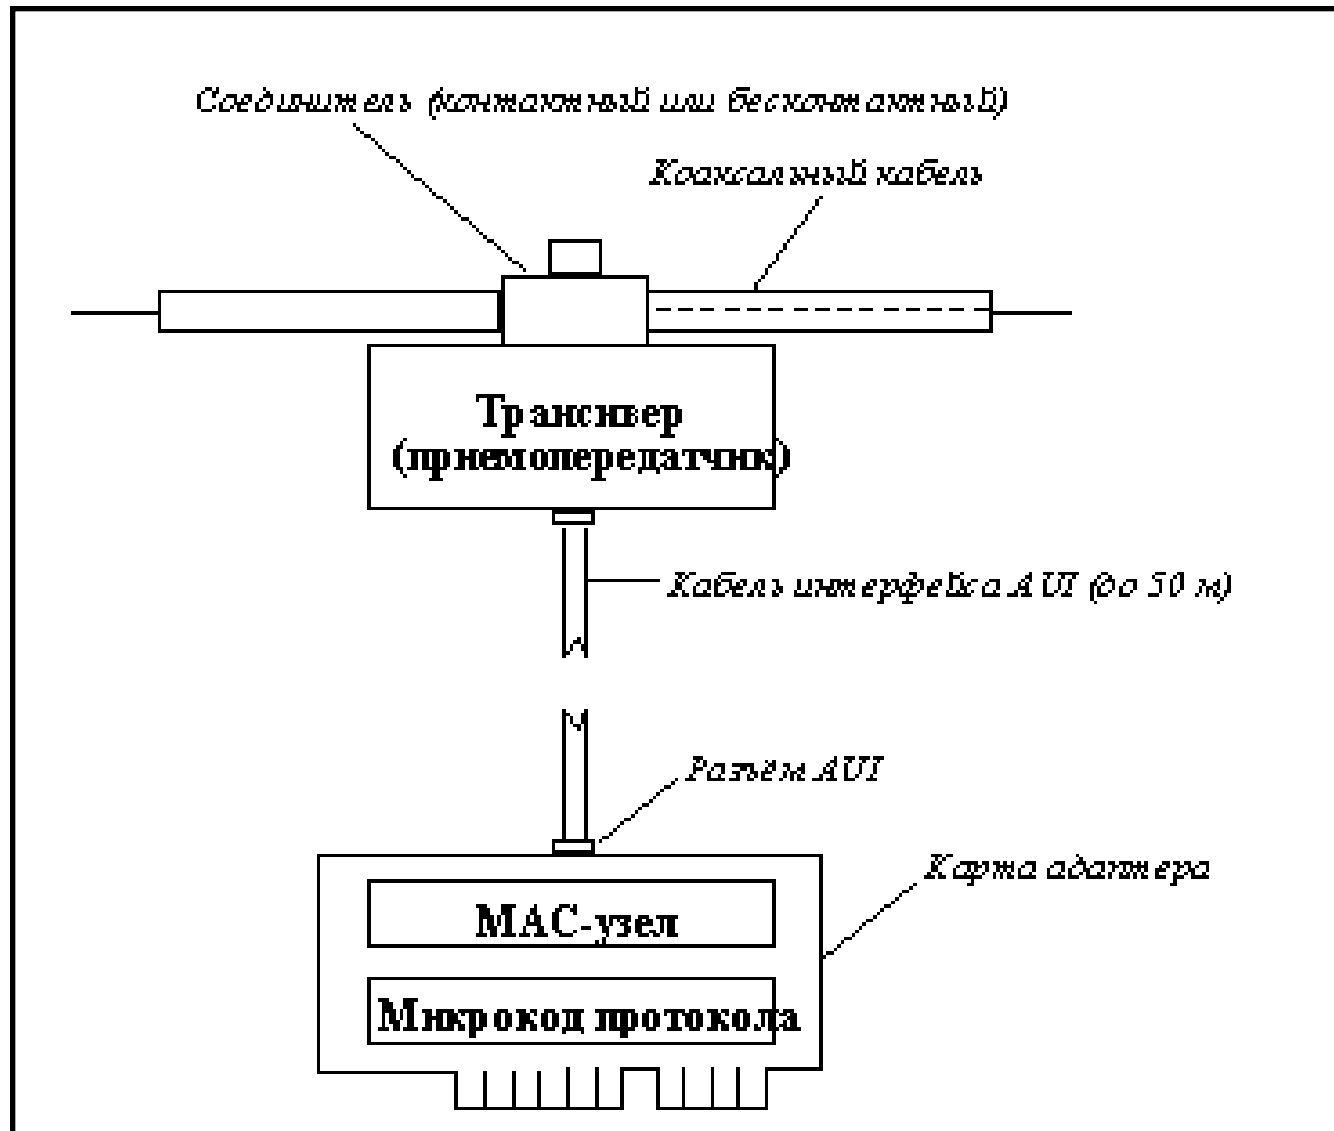 Соединитель (контактный или бесконтактный)
Коаксальный кабель
Трансивер
(приемопередатчик)
Кабель интерфейса AUI (до 50 м)
Разъём AUI
Карта адаптера
МАС-узел
Микрокод протокола